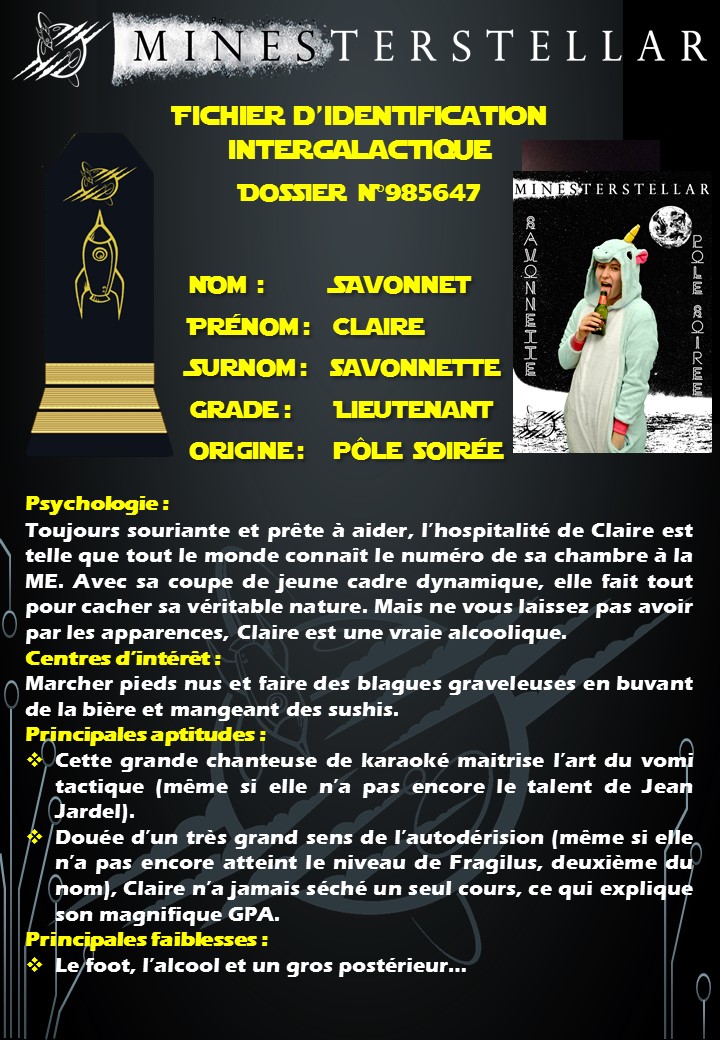 MINESTERSTELLAR
FICHIER D'IDENTIFICATION
INTERGALACTIQUE
DOSSIER N°985647
NOM : SAVONNET
PRÉNOM : CLAIRE
SURNOM : SAVONNETTE
GRADE : LIEUTENANT
ORIGINE : PÔLE SOIRÉE
MINESTERSTELLAR
SAVONNETTE
POLE SOIREE
Psychologie :
Toujours souriante et prête à aider, l'hospitalité de Claire est
telle que tout le monde connaît le numéro de sa chambre à la
ME. Avec sa coupe de jeune cadre dynamique, elle fait tout
pour cacher sa véritable nature. Mais ne vous laissez pas avoir
par les apparences, Claire est une vraie alcoolique.
Centres d'intérêt :
Marcher pieds nus et faire des blagues graveleuses en buvant
de la bière et mangeant des sushis.
Principales aptitudes :
❖ Cette grande chanteuse de karaoké maitrise l'art du vomi
tactique (même si elle n'a pas encore le talent de Jean
Jardel).
❖ Douée d'un très grand sens de l'autodérision (même si elle
n'a pas encore atteint le niveau de Fragilus, deuxième du
nom), Claire n'a jamais séché un seul cours, ce qui explique
son magnifique GPA.
Principales faiblesses :
❖ Le foot, l'alcool et un gros postérieur...